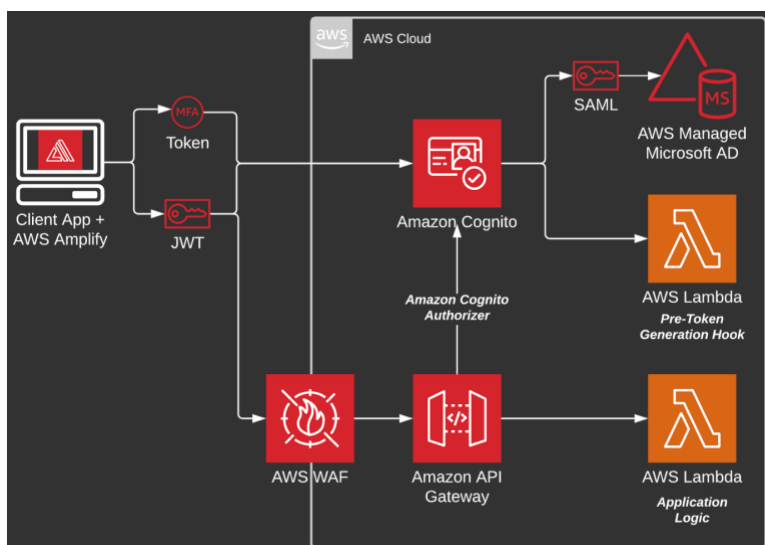 aws
AWS Cloud
MFA
Token
SAML
MS
AWS Managed
Microsoft AD
Client App +
AWS Amplify
JWT
Amazon Cognito
AWS Lambda
Pre-Token
Generation Hook
Amazon Cognito
Authorizer
</>
AWS WAF
Amazon API
Gateway
AWS Lambda
Application
Logic